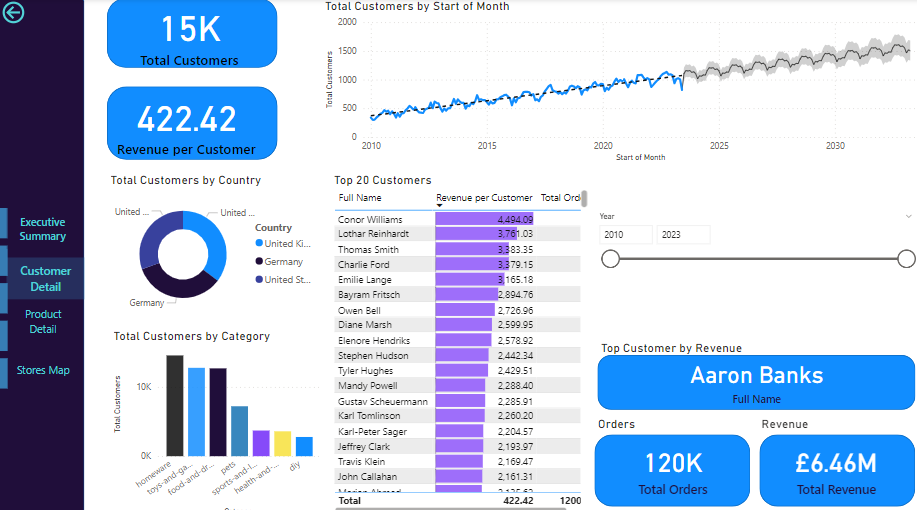 Executive
Summary
Customer
Detail
Product
Detail
Stores Map
15K
Total Customers
422.42
Revenue per Customer
Total Customers by Start of Month
Total Customers
2000
1500
1000
500
0
2010
2015
2020
2025
2030
Start of Month
Total Customers by Country
United ...
United ...
Germany
Country
United Ki...
Germany
United St...
Total Customers by Category
Total Customers
10K
0K
homeware
toys-and-ga...
food-and-dr...
pets
sports-and-l...
health-and-...
diy
Top 20 Customers
Full Name Revenue per Customer Total Ord
Conor Williams 4,494.09
Lothar Reinhardt 3,761.03
Thomas Smith 3,383.35
Charlie Ford 3,379.15
Emilie Lange 3,165.18
Bayram Fritsch 2,894.76
Owen Bell 2,726.96
Diane Marsh 2,599.95
Elenore Hendriks 2,578.92
Stephen Hudson 2,442.34
Tyler Hughes 2,429.51
Mandy Powell 2,288.40
Gustav Scheuermann 2,285.91
Karl Tomlinson 2,260.20
Karl-Peter Sager 2,204.57
Jeffrey Clark 2,193.97
Travis Klein 2,169.47
John Callahan 2,161.31
Total 422.42 1200
Year
2010 2023
Top Customer by Revenue
Aaron Banks
Full Name
Orders
120K
Total Orders
Revenue
£6.46M
Total Revenue